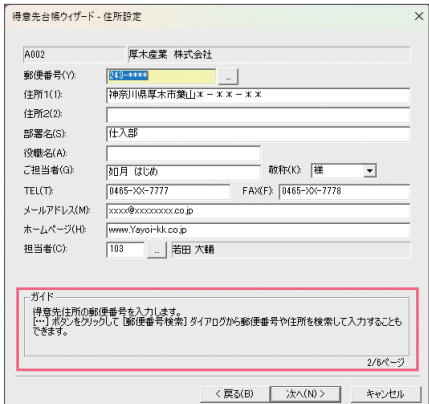 得意先台帳ウィザード - 住所設定
A002 厚木産業 株式会社
郵便番号(Y): 243-**** ...
住所1(1): 神奈川県厚木市葉山＊－＊＊－＊＊
住所2(2):
部署名(S): 仕入部
役職名(A):
ご担当者(G): 如月 はじめ 敬称(K): 様
TEL(T): 0465-XX-7777 FAX(F): 0465-XX-7778
メールアドレス(M): xxxx@xxxxxxxx.co.jp
ホームページ(H): www.Yayoi-kk.co.jp
担当者(C): 103 ... 若田 大輔
ガイド
得意先住所の郵便番号を入力します。
[…] ボタンをクリックして [郵便番号検索] ダイアログから郵便番号や住所を検索して入力することも
できます。
2/6ページ
< 戻る(B) 次へ(N) > キャンセル